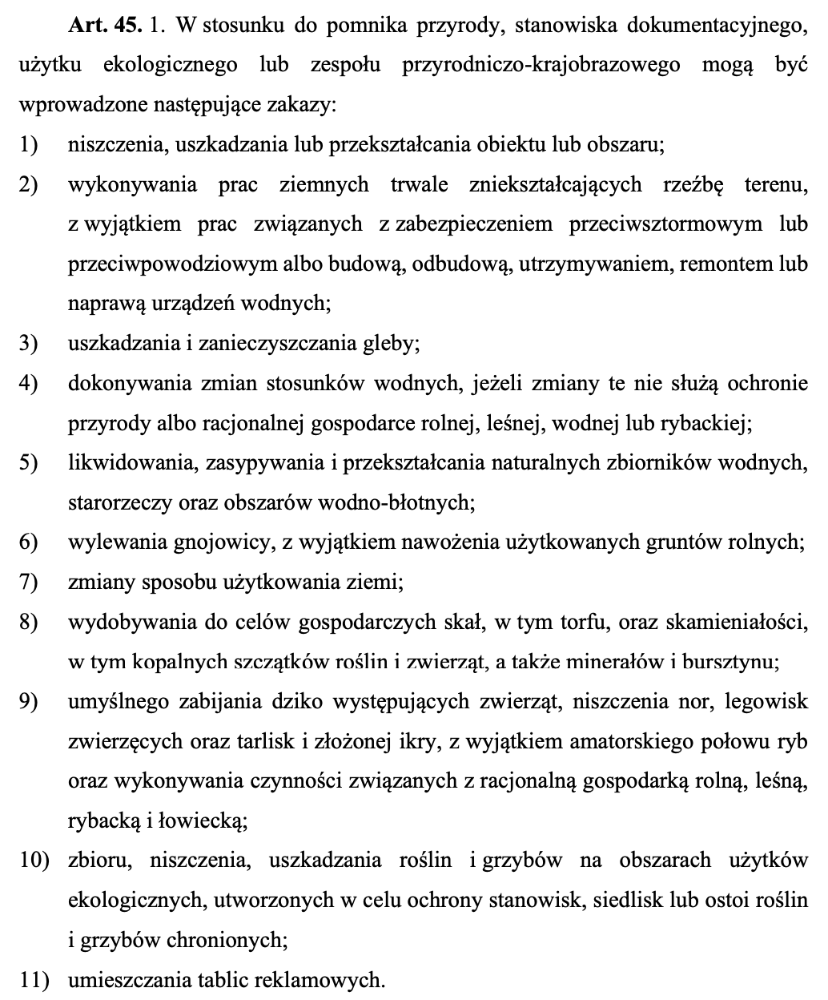 Art. 45. 1. W stosunku do pomnika przyrody, stanowiska dokumentacyjnego,
użytku ekologicznego lub zespołu przyrodniczo-krajobrazowego mogą być
wprowadzone następujące zakazy:
1) niszczenia, uszkadzania lub przekształcania obiektu lub obszaru;
2) wykonywania prac ziemnych trwale zniekształcających rzeźbę terenu,
z wyjątkiem prac związanych z zabezpieczeniem przeciwsztormowym lub
przeciwpowodziowym albo budową, odbudową, utrzymywaniem, remontem lub
naprawą urządzeń wodnych;
3) uszkadzania i zanieczyszczania gleby;
4) dokonywania zmian stosunków wodnych, jeżeli zmiany te nie służą ochronie
przyrody albo racjonalnej gospodarce rolnej, leśnej, wodnej lub rybackiej;
5) likwidowania, zasypywania i przekształcania naturalnych zbiorników wodnych,
starorzeczy oraz obszarów wodno-błotnych;
6) wylewania gnojowicy, z wyjątkiem nawożenia użytkowanych gruntów rolnych;
7) zmiany sposobu użytkowania ziemi;
8) wydobywania do celów gospodarczych skał, w tym torfu, oraz skamieniałości,
w tym kopalnych szczątków roślin i zwierząt, a także minerałów i bursztynu;
9) umyślnego zabijania dziko występujących zwierząt, niszczenia nor, legowisk
zwierzęcych oraz tarlisk i złożonej ikry, z wyjątkiem amatorskiego połowu ryb
oraz wykonywania czynności związanych z racjonalną gospodarką rolną, leśną,
rybacką i łowiecką;
10) zbioru, niszczenia, uszkadzania roślin i grzybów na obszarach użytków
ekologicznych, utworzonych w celu ochrony stanowisk, siedlisk lub ostoi roślin
i grzybów chronionych;
11) umieszczania tablic reklamowych.